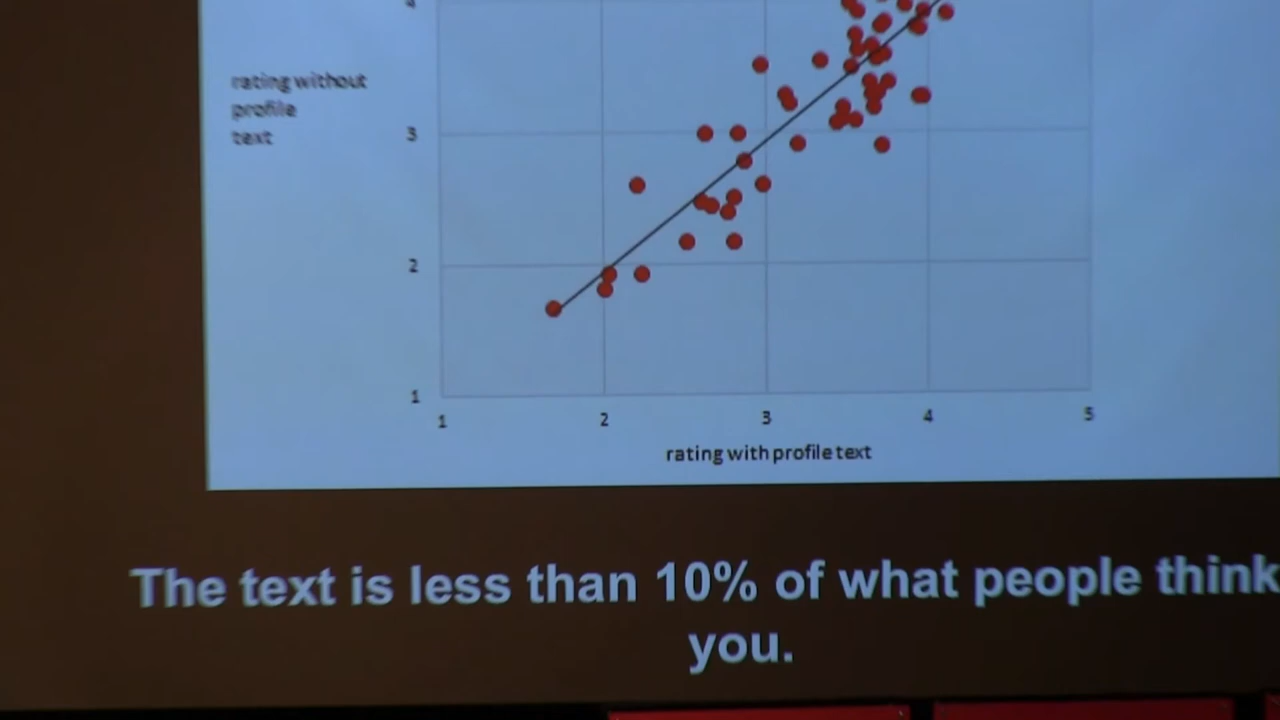 4
rating without
profile
text
3
2
1
1 2 3 4 5
rating with profile text
The text is less than 10% of what people think
you.